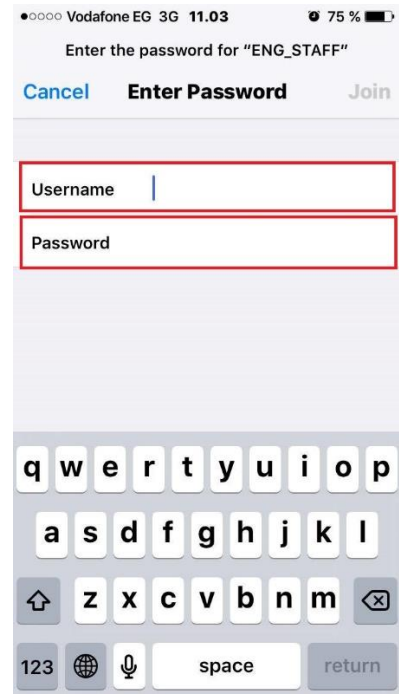 Vodafone EG 3G 11.03 75 %
Enter the password for “ENG_STAFF”
Cancel Enter Password Join
Username
Password
q w e r t y u i o p
a s d f g h j k l
z x c v b n m
123 space return